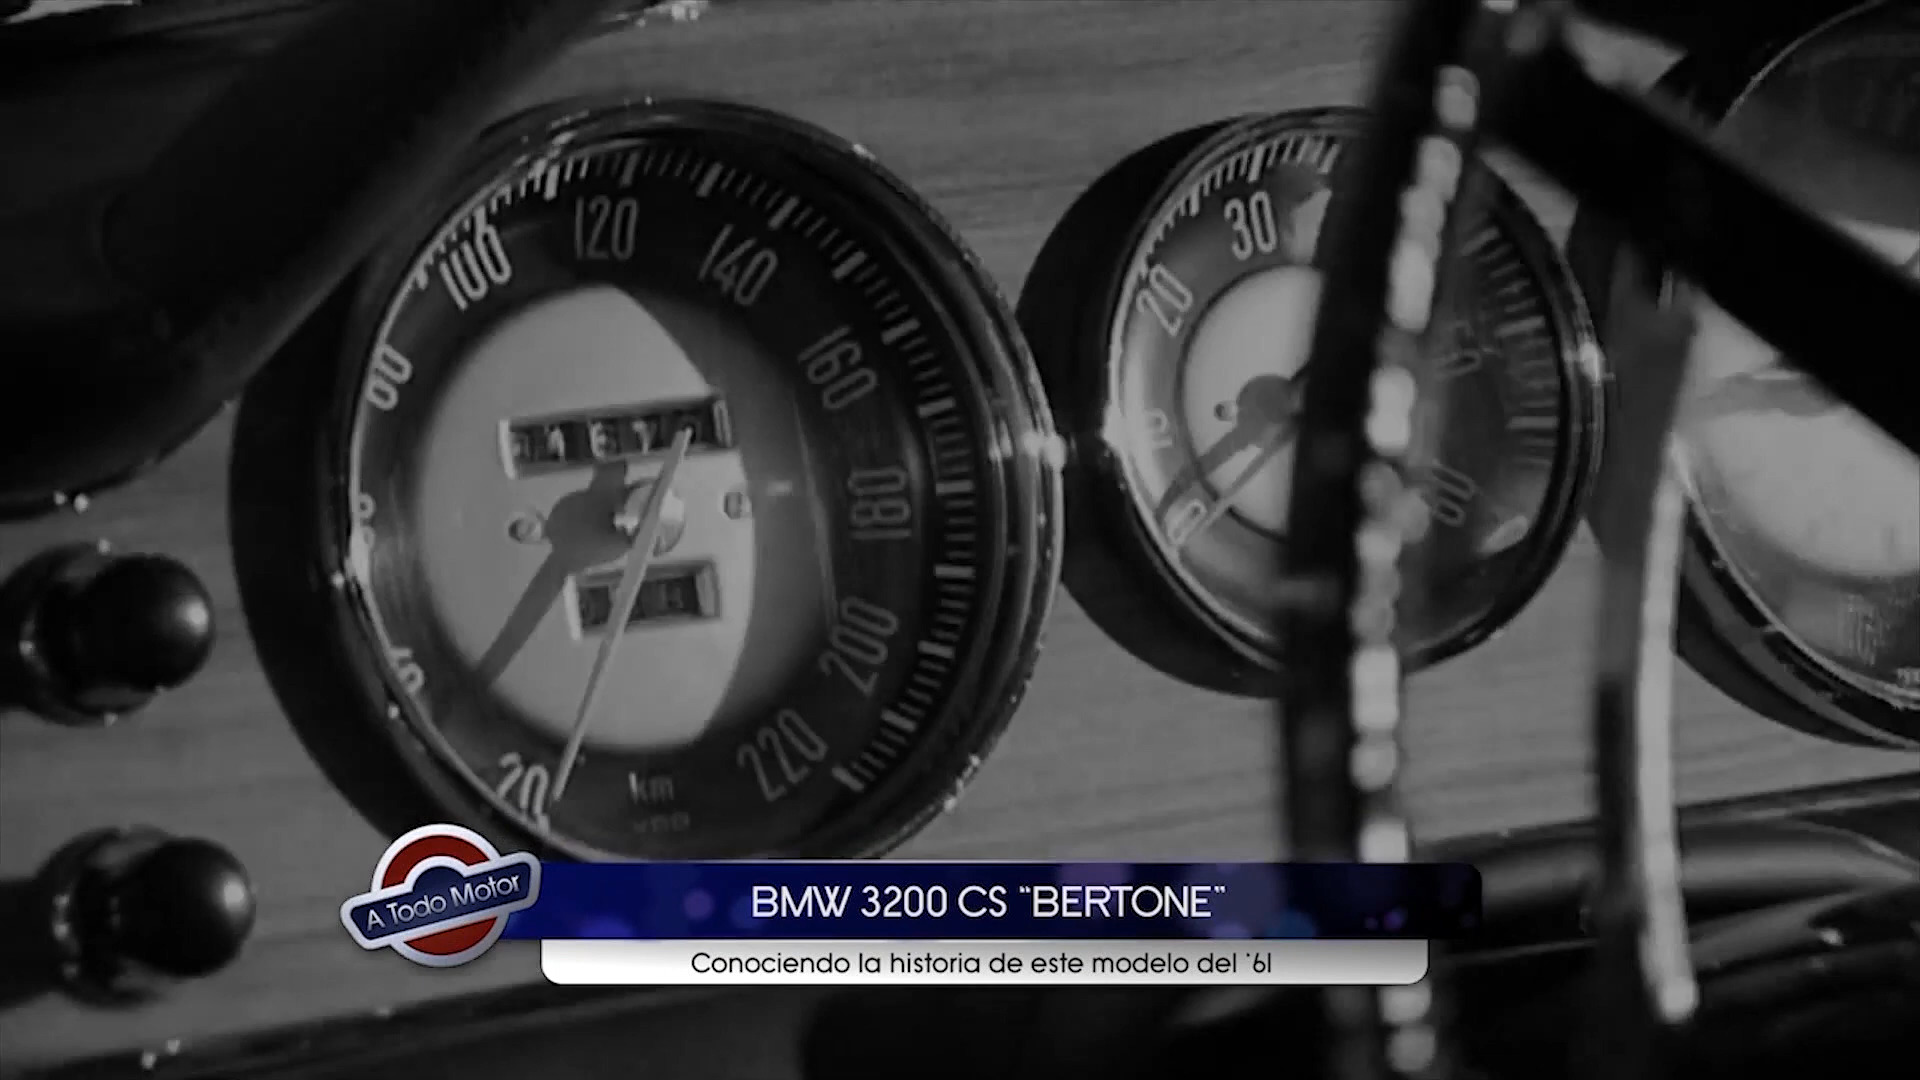 120
100
140
30
20
80
160
180
200
220
20
km
A Todo Motor
BMW 3200 CS “BERTONE”
Conociendo la historia de este modelo del ‘61